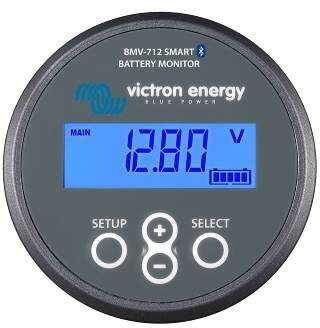 BMV-712 SMART
BATTERY MONITOR
victron energy
BLUE POWER
MAIN 12.80 V
SETUP + SELECT
−